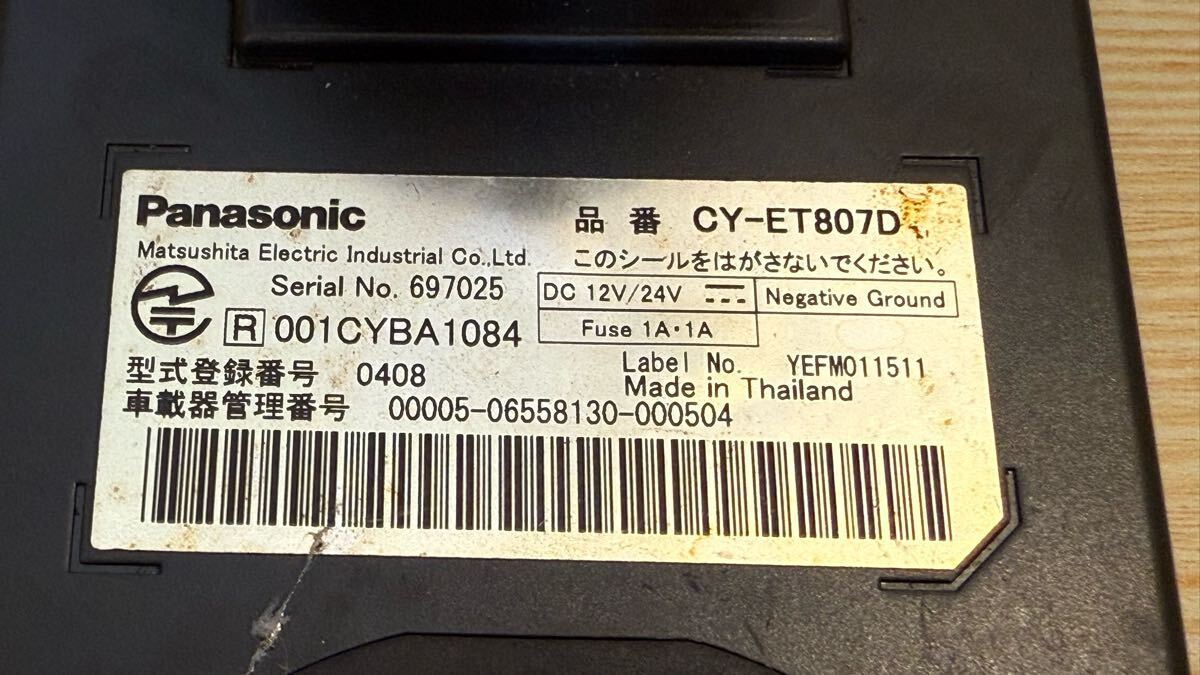 Panasonic
品番 CY-ET807D
Matsushita Electric Industrial Co.,Ltd.
このシールをはがさないでください。
Serial No. 697025
DC 12V/24V
Negative Ground
R 001CYBA1084
Fuse 1A・1A
Label No. YEFM011511
型式登録番号 0408
Made in Thailand
車載器管理番号 00005-06558130-000504